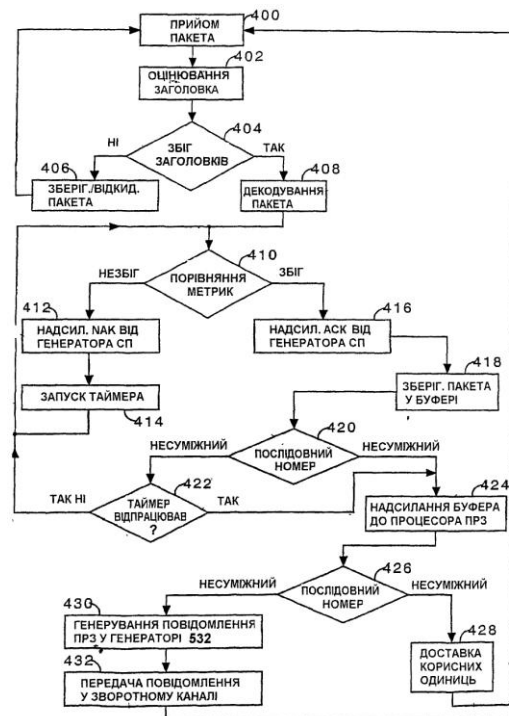 400
ПРИЙОМ
ПАКЕТА
402
ОЦІНЮВАННЯ
ЗАГОЛОВКА
404
ЗБІГ
ЗАГОЛОВКІВ
НІ
ТАК
406
ЗБЕРІГ./ВІДКИД.
ПАКЕТА
408
ДЕКОДУВАННЯ
ПАКЕТА
410
ПОРІВНЯННЯ
МЕТРИК
НЕЗБІГ
ЗБІГ
412
НАДСИЛ. NAK ВІД
ГЕНЕРАТОРА СП
416
НАДСИЛ. АСК ВІД
ГЕНЕРАТОРА СП
ЗАПУСК ТАЙМЕРА
414
418
ЗБЕРІГ. ПАКЕТА
У БУФЕРІ
420
ПОСЛІДОВНИЙ
НОМЕР
НЕСУМІЖНИЙ
НЕСУМІЖНИЙ
422
ТАЙМЕР
ВІДПРАЦЮВАВ
?
ТАК НІ
ТАК
424
НАДСИЛАННЯ БУФЕРА
ДО ПРОЦЕСОРА ПРЗ
426
ПОСЛІДОВНИЙ
НОМЕР
НЕСУМІЖНИЙ
НЕСУМІЖНИЙ
430
ГЕНЕРУВАННЯ ПОВІДОМЛЕННЯ
ПРЗ У ГЕНЕРАТОРІ 532
428
ДОСТАВКА
КОРИСНИХ
ОДИНИЦЬ
432
ПЕРЕДАЧА ПОВІДОМЛЕННЯ
У ЗВОРОТНОМУ КАНАЛІ